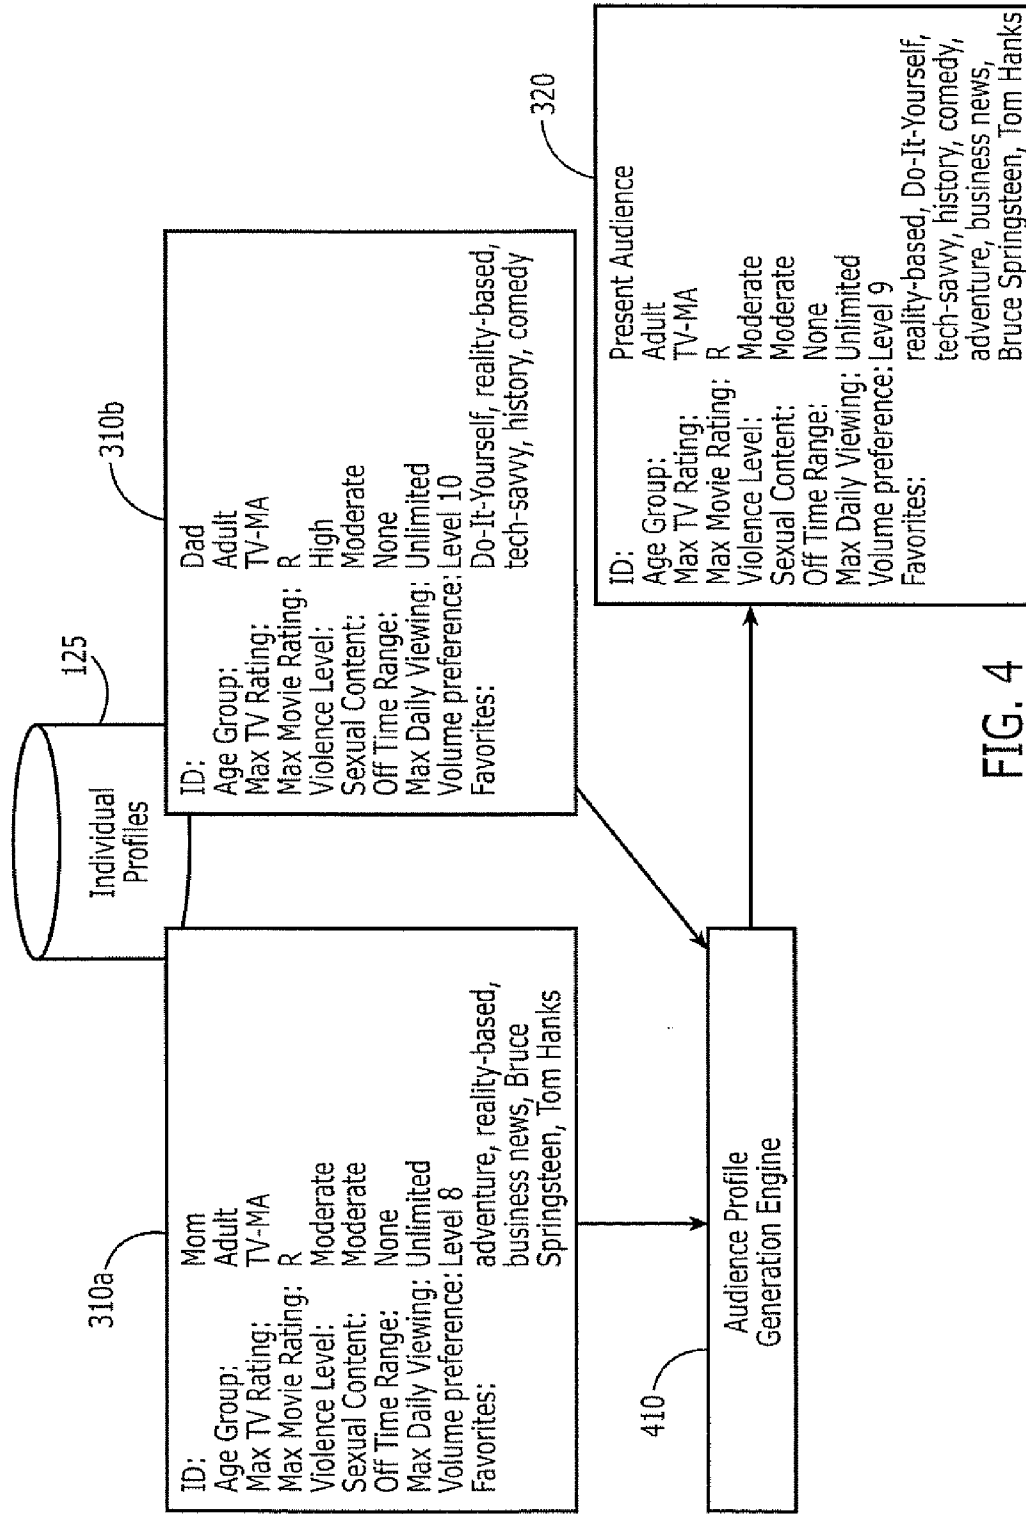 Individual
Profiles
125
310a
ID: Mom
Age Group: Adult
Max TV Rating: TV-MA
Max Movie Rating: R
Violence Level: Moderate
Sexual Content: Moderate
Off Time Range: None
Max Daily Viewing: Unlimited
Volume preference: Level 8
Favorites: adventure, reality-based,
business news, Bruce
Springsteen, Tom Hanks
310b
ID: Dad
Age Group: Adult
Max TV Rating: TV-MA
Max Movie Rating: R
Violence Level: High
Sexual Content: Moderate
Off Time Range: None
Max Daily Viewing: Unlimited
Volume preference: Level 10
Favorites: Do-It-Yourself, reality-based,
tech-savvy, history, comedy
410
Audience Profile
Generation Engine
320
ID: Present Audience
Age Group: Adult
Max TV Rating: TV-MA
Max Movie Rating: R
Violence Level: Moderate
Sexual Content: Moderate
Off Time Range: None
Max Daily Viewing: Unlimited
Volume preference: Level 9
Favorites: reality-based, Do-It-Yourself,
tech-savvy, history, comedy,
adventure, business news,
Bruce Springsteen, Tom Hanks
FIG. 4